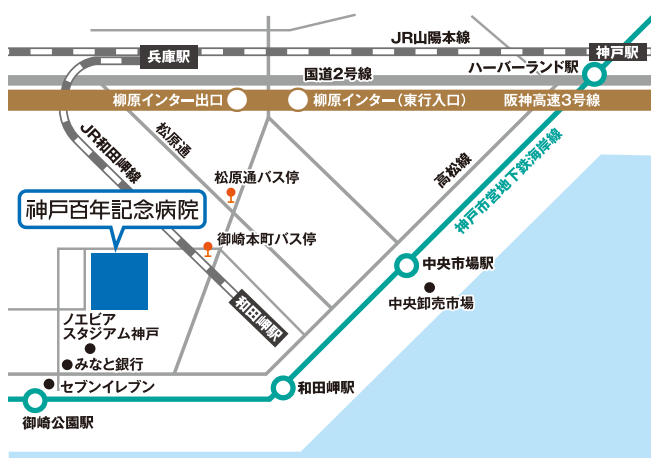 JR山陽本線
兵庫駅
神戸駅
国道2号線
ハーバーランド駅
柳原インター出口
柳原インター(東行入口)
阪神高速3号線
松原通
JR和田岬線
高松線
神戸市営地下鉄海岸線
松原通バス停
神戸百年記念病院
御崎本町バス停
中央市場駅
中央卸売市場
和田岬駅
ノエビア
スタジアム神戸
みなと銀行
セブンイレブン
和田岬駅
御崎公園駅